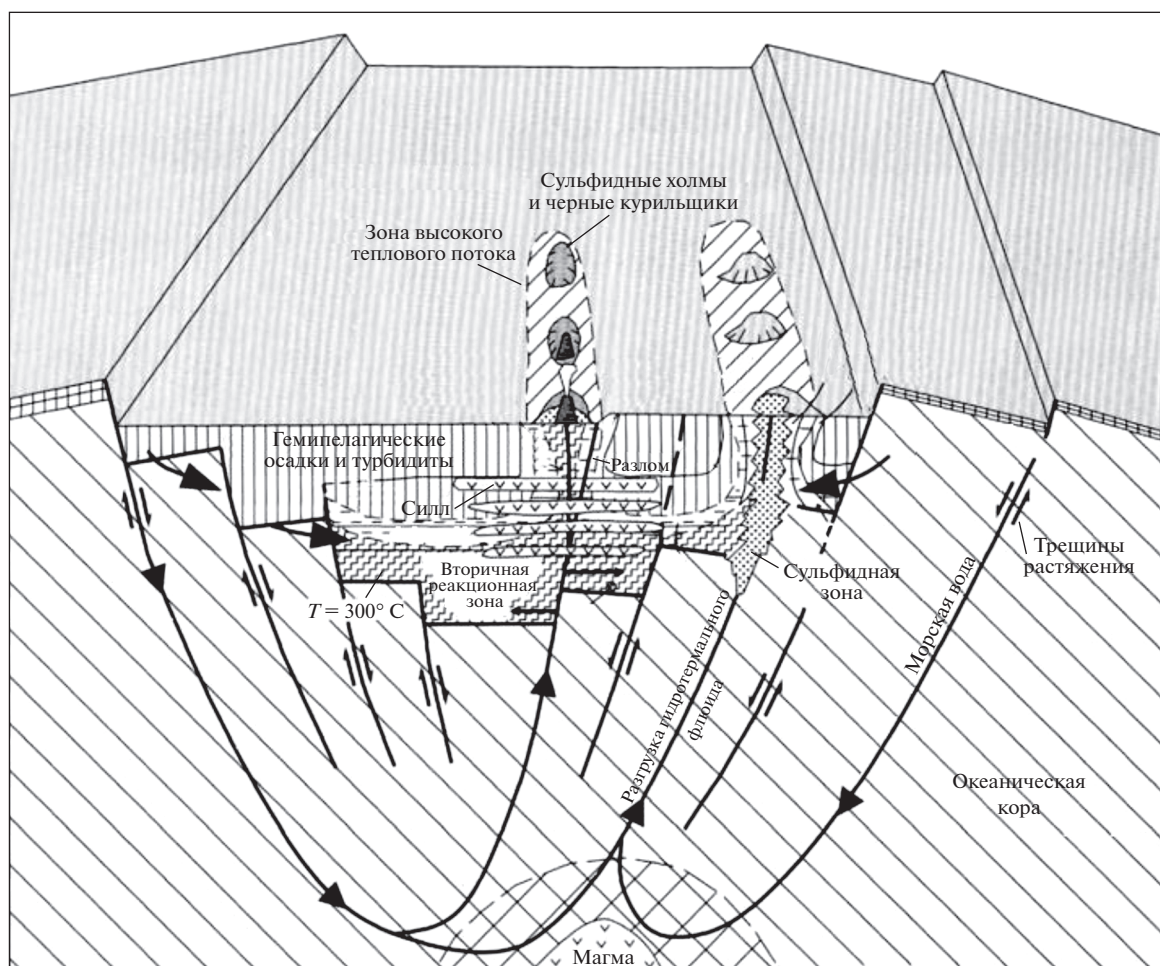 Сульфидные холмы
и черные курильщики
Зона высокого
теплового потока
Гемипелагические
осадки и турбидиты
Разлом
Силл
Вторичная
реакционная
зона
T = 300° C
Сульфидная
зона
Трещины
растяжения
Морская вода
Разгрузка гидротермального
флюида
Океаническая
кора
Магма